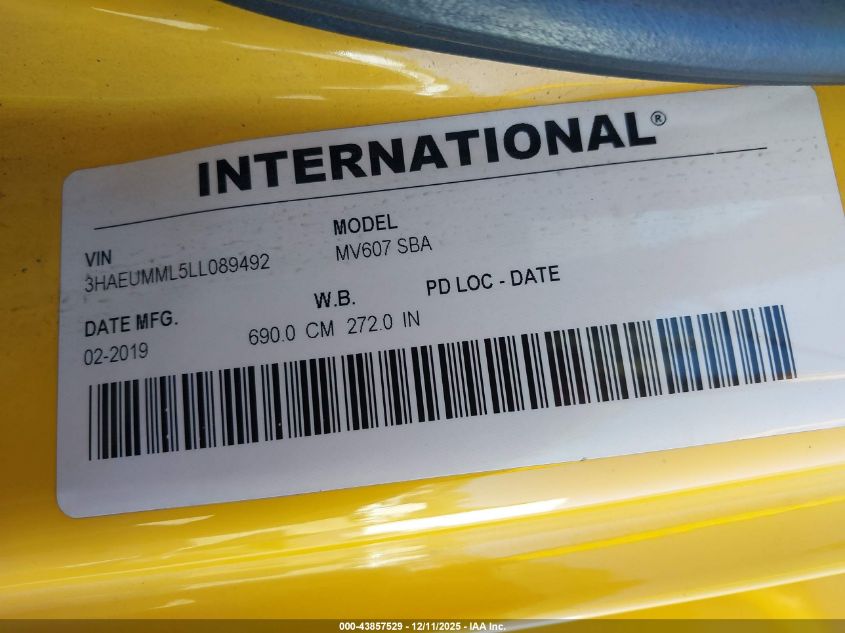 INTERNATIONAL®
VIN
3HAEUMML5LL089492
MODEL
MV607 SBA
DATE MFG.
02-2019
W.B.
690.0 CM 272.0 IN
PD LOC - DATE
000-43857529 - 12/11/2025 - IAA Inc.